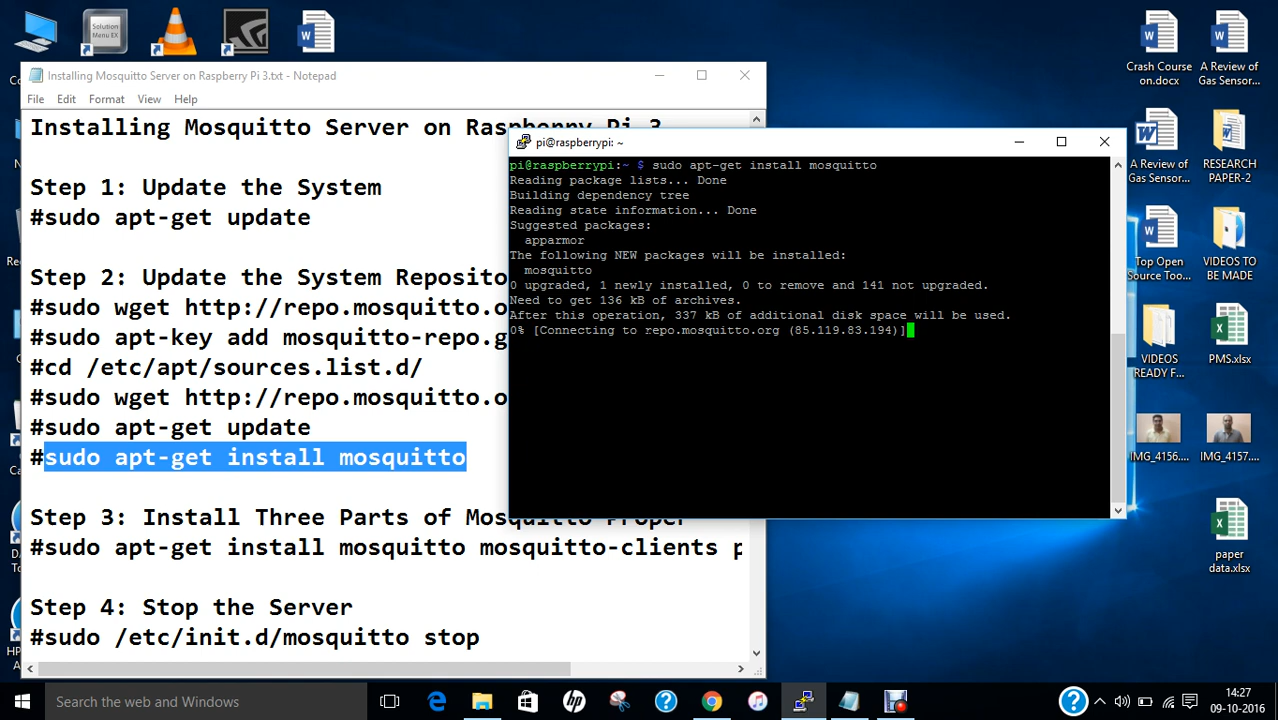 Solution
Menu EX
Installing Mosquitto Server on Raspberry Pi 3.txt - Notepad
File Edit Format View Help
Installing Mosquitto Server on Raspberry Pi 3
Step 1: Update the System
#sudo apt-get update
Step 2: Update the System Reposito
#sudo wget http://repo.mosquitto.o
#sudo apt-key add mosquitto-repo.g
#cd /etc/apt/sources.list.d/
#sudo wget http://repo.mosquitto.o
#sudo apt-get update
#sudo apt-get install mosquitto
Step 3: Install Three Parts of Mosquitto Proper
#sudo apt-get install mosquitto mosquitto-clients p
Step 4: Stop the Server
#sudo /etc/init.d/mosquitto stop
pi@raspberrypi: ~
pi@raspberrypi:~ $ sudo apt-get install mosquitto
Reading package lists... Done
Building dependency tree
Reading state information... Done
Suggested packages:
apparmor
The following NEW packages will be installed:
mosquitto
0 upgraded, 1 newly installed, 0 to remove and 141 not upgraded.
Need to get 136 kB of archives.
After this operation, 337 kB of additional disk space will be used.
0% [Connecting to repo.mosquitto.org (85.119.83.194)]
Crash Course
on.docx
A Review of
Gas Sensor...
A Review of
Gas Sensor...
RESEARCH
PAPER-2
Top Open
Source Too...
VIDEOS TO
BE MADE
VIDEOS
READY F...
PMS.xlsx
IMG_4156....
IMG_4157....
paper
data.xlsx
Search the web and Windows
14:27
09-10-2016